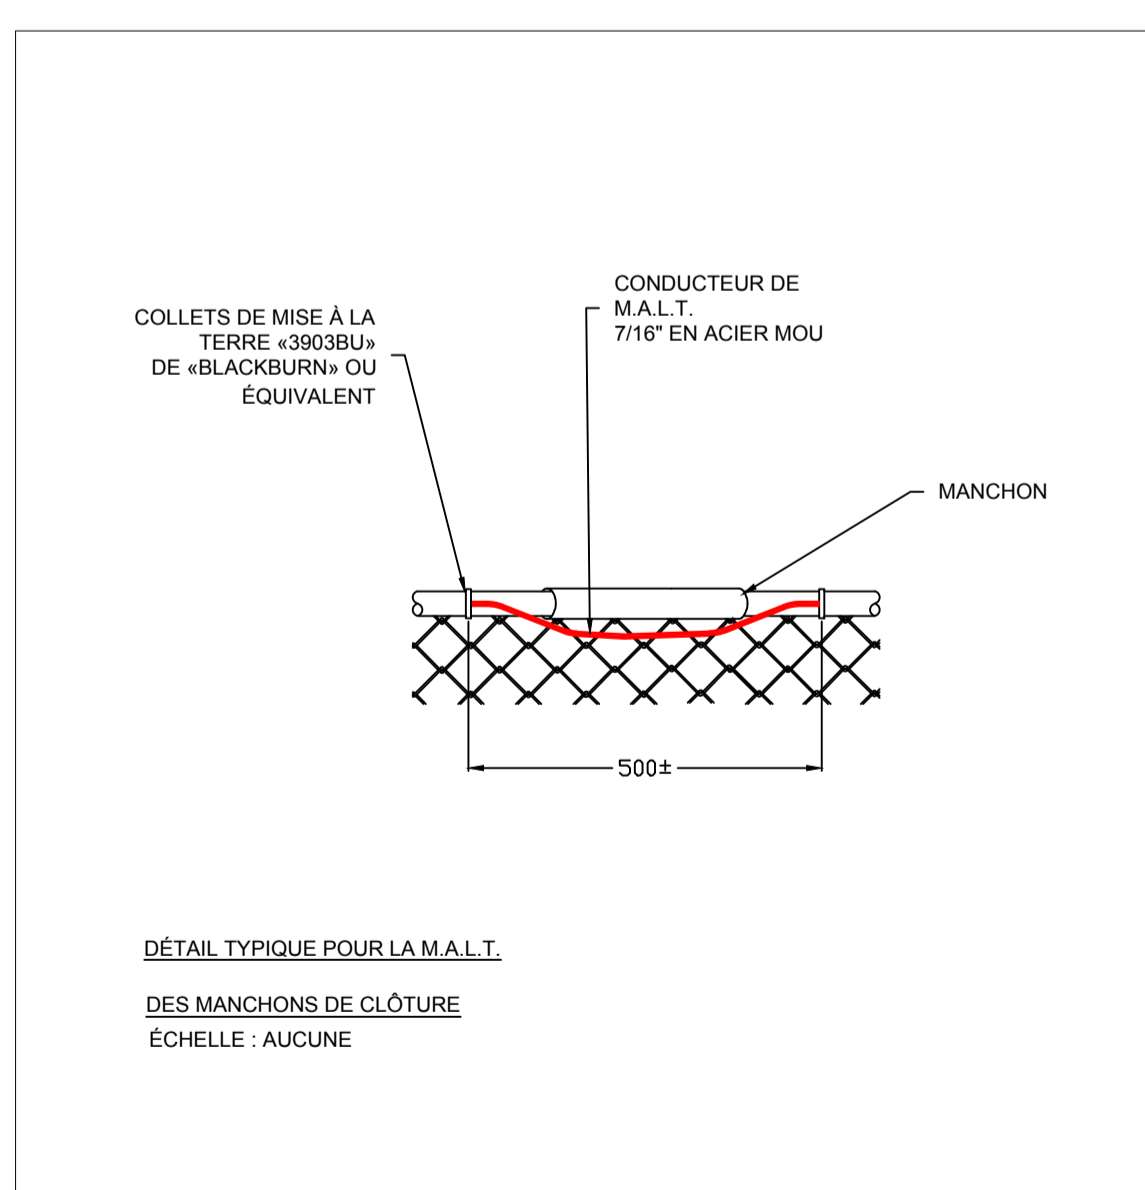 CONDUCTEUR DE
M.A.L.T.
7/16" EN ACIER MOU
COLLETS DE MISE À LA
TERRE «3903BU»
DE «BLACKBURN» OU
ÉQUIVALENT
MANCHON
500±
DÉTAIL TYPIQUE POUR LA M.A.L.T.
DES MANCHONS DE CLÔTURE
ÉCHELLE : AUCUNE